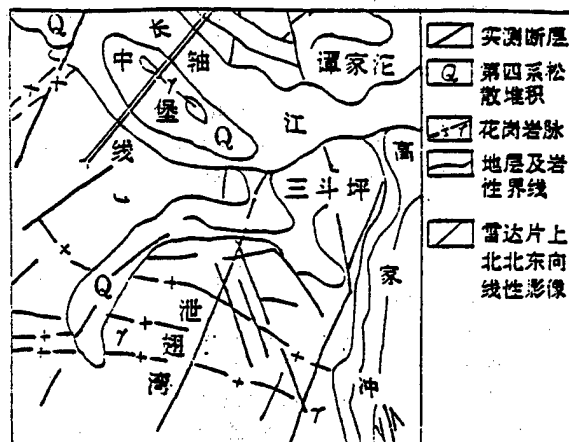 Q
长
中
轴
谭家沱
γ
堡
Q
江
线
高
三斗坪
家
Q
泄
γ
翅
湾
冲
γ
实测断层
Q
第四系松
散堆积
花岗岩脉
地层及岩
性界线
雷达片上
北北东向
线性影像